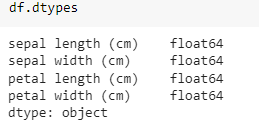 df.dtypes
sepal length (cm)    float64
sepal width (cm)     float64
petal length (cm)    float64
petal width (cm)     float64
dtype: object